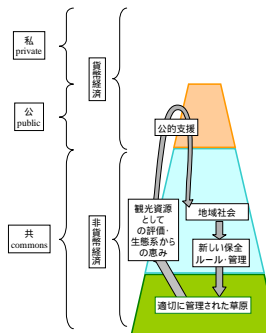 私
private
公
public
共
commons
貨幣経済
非貨幣経済
公的支援
観光資源
として
の評価・
生態系から
の恵み
地域社会
新しい保全
ルール・管理
適切に管理された草原